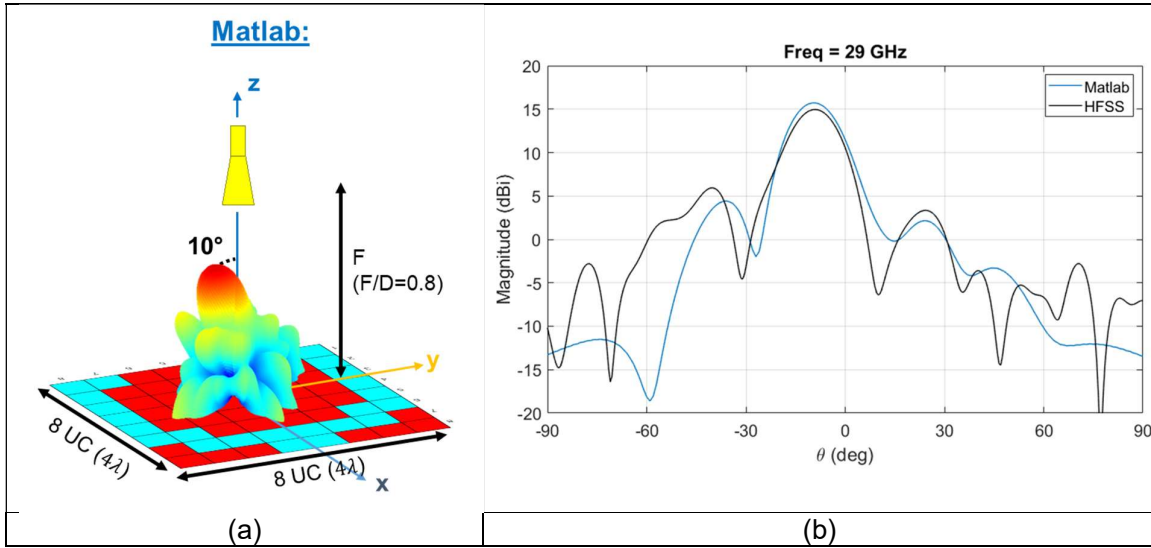 Matlab:
z
10°
F
(F/D=0.8)
y
8 UC (4λ)
8 UC (4λ)
x
(a)
Freq = 29 GHz
Matlab
HFSS
Magnitude (dBi)
20
15
10
5
0
-5
-10
-15
-20
-90 -60 -30 0 30 60 90
θ (deg)
(b)